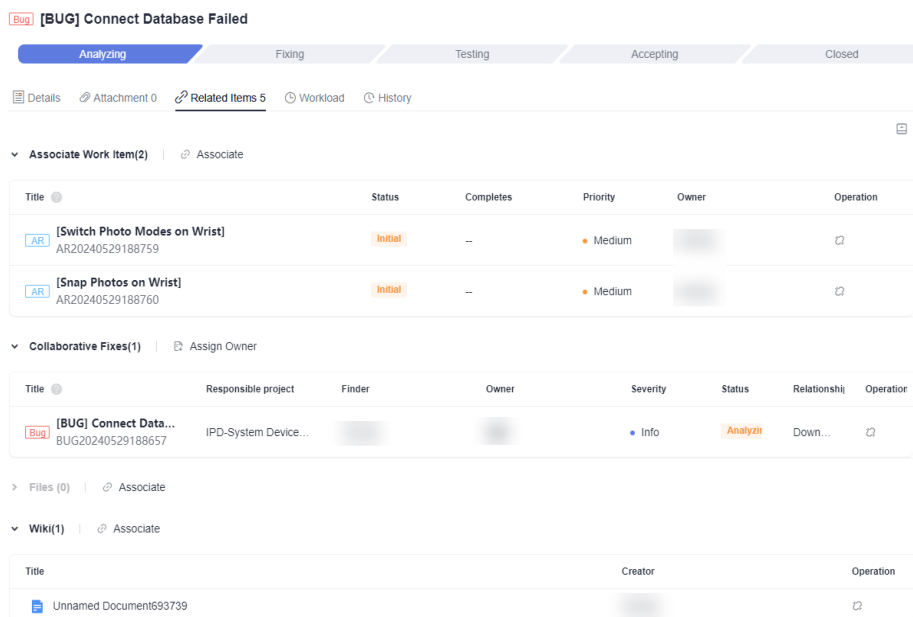 Bug [BUG] Connect Database Failed
Analyzing Fixing Testing Accepting Closed
Details Attachment 0 Related Items 5 Workload History
Associate Work Item(2) Associate
Title Status Completes Priority Owner Operation
AR [Switch Photo Modes on Wrist] Initial -- Medium
AR20240529188759
AR [Snap Photos on Wrist] Initial -- Medium
AR20240529188760
Collaborative Fixes(1) Assign Owner
Title Responsible project Finder Owner Severity Status Relationship Operation
Bug [BUG] Connect Data... IPD-System Device... Info Analyzin Down...
BUG20240529188657
Files (0) Associate
Wiki(1) Associate
Title Creator Operation
Unnamed Document693739